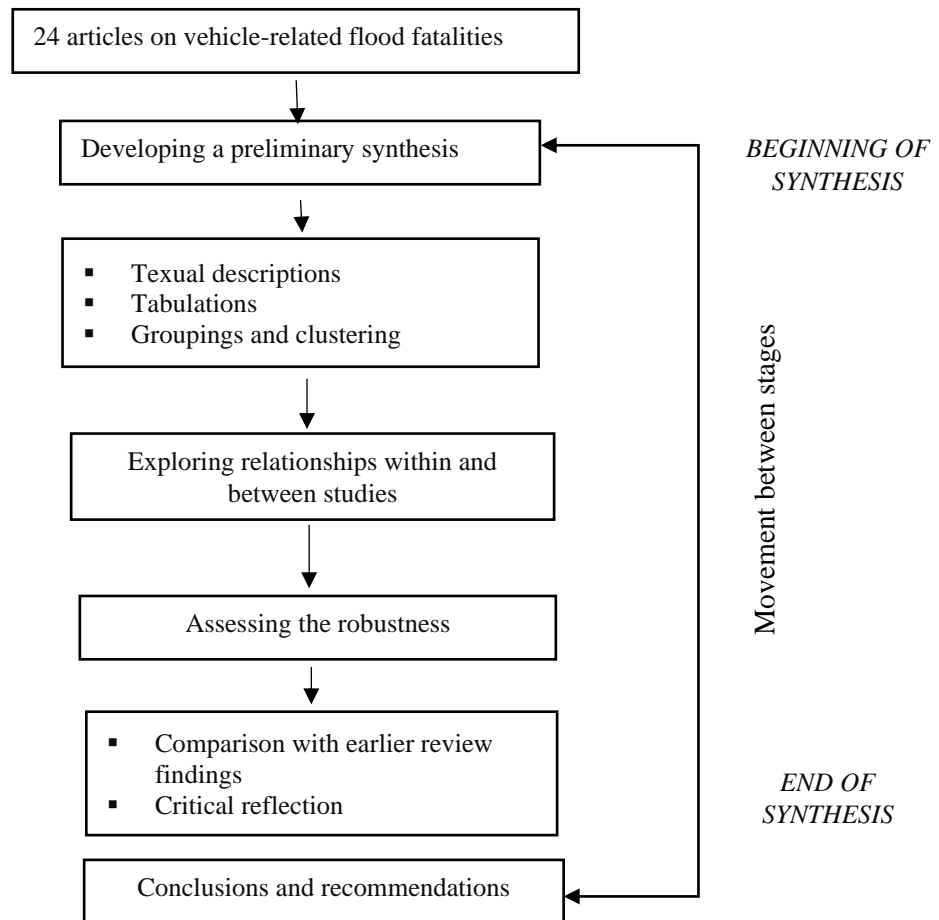 24 articles on vehicle-related flood fatalities
Developing a preliminary synthesis
BEGINNING OF
SYNTHESIS
▪ Texual descriptions
▪ Tabulations
▪ Groupings and clustering
Exploring relationships within and
between studies
Movement between stages
Assessing the robustness
▪ Comparison with earlier review
findings
▪ Critical reflection
END OF
SYNTHESIS
Conclusions and recommendations